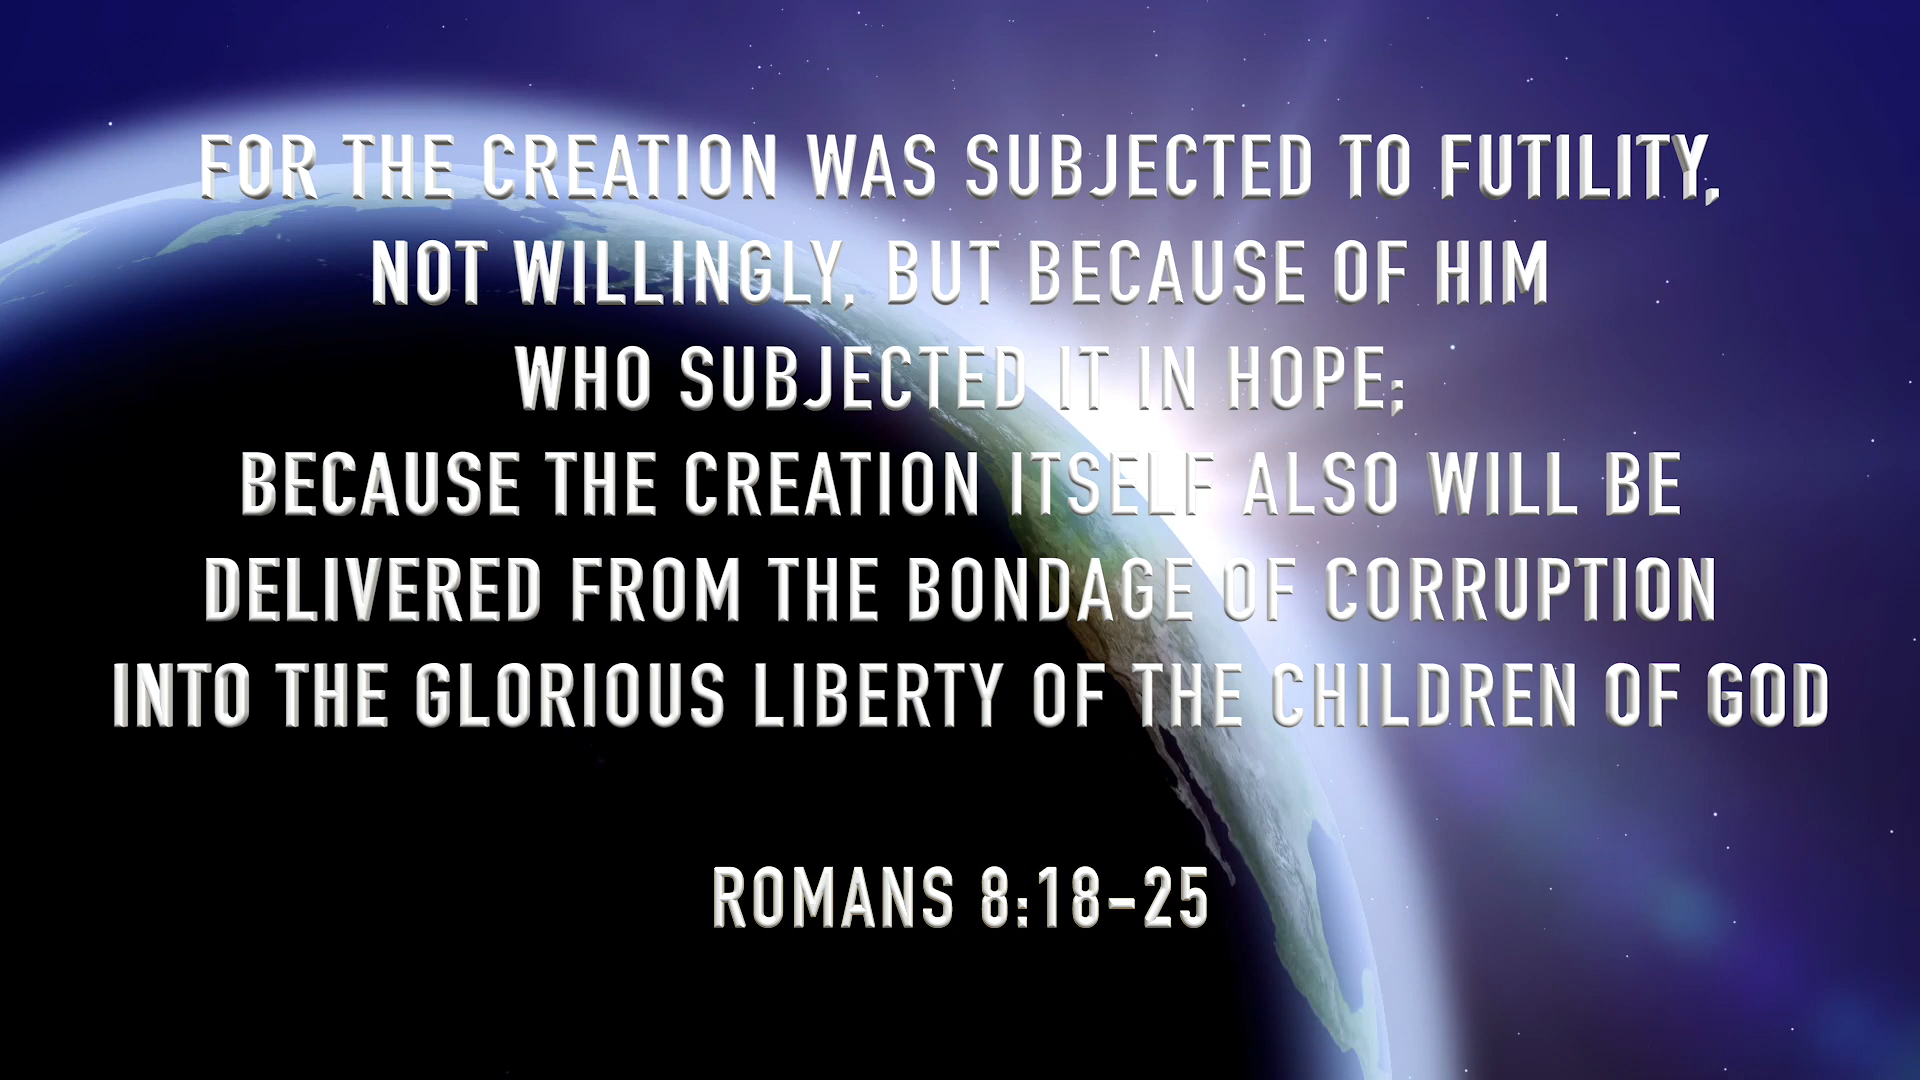 FOR THE CREATION WAS SUBJECTED TO FUTILITY,
NOT WILLINGLY, BUT BECAUSE OF HIM
WHO SUBJECTED IT IN HOPE;
BECAUSE THE CREATION ITSELF ALSO WILL BE
DELIVERED FROM THE BONDAGE OF CORRUPTION
INTO THE GLORIOUS LIBERTY OF THE CHILDREN OF GOD
ROMANS 8:18-25